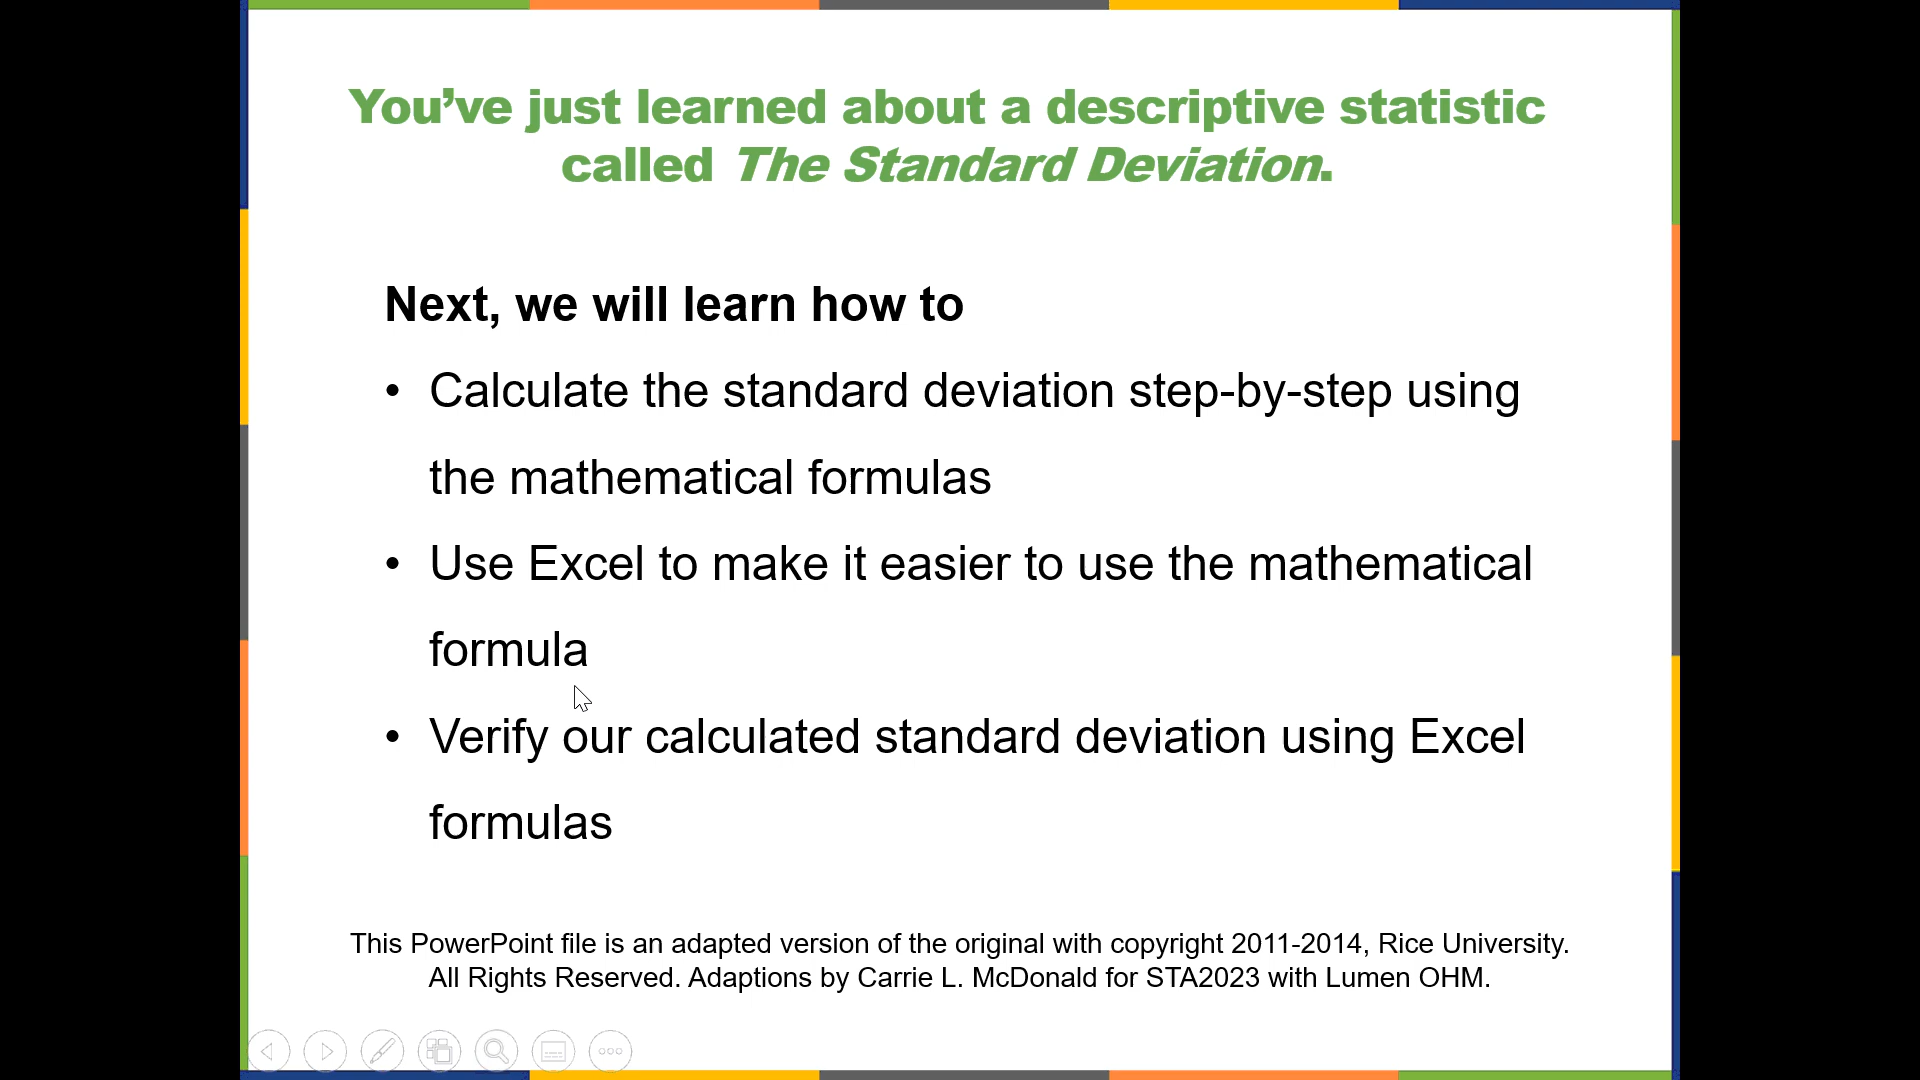 You’ve just learned about a descriptive statistic
called The Standard Deviation.
Next, we will learn how to
• Calculate the standard deviation step-by-step using
the mathematical formulas
• Use Excel to make it easier to use the mathematical
formula
• Verify our calculated standard deviation using Excel
formulas
This PowerPoint file is an adapted version of the original with copyright 2011-2014, Rice University.
All Rights Reserved. Adaptions by Carrie L. McDonald for STA2023 with Lumen OHM.